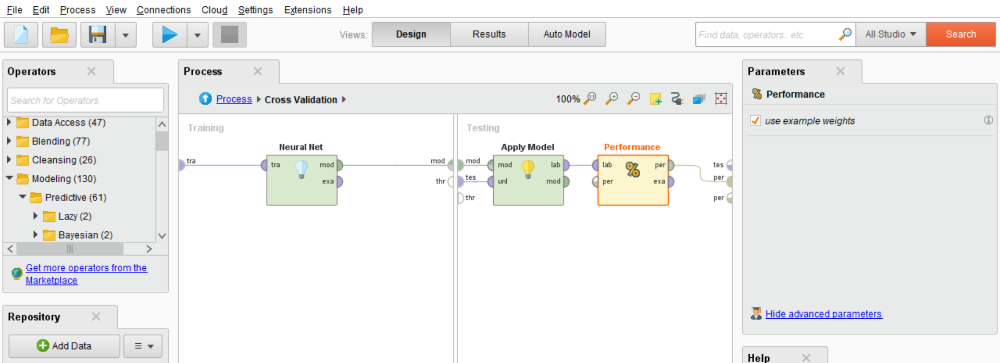 File Edit Process View Connections Cloud Settings Extensions Help
Views: Design Results Auto Model
Find data, operators...etc All Studio Search
Operators
Search for Operators
Data Access (47)
Blending (77)
Cleansing (26)
Modeling (130)
Predictive (61)
Lazy (2)
Bayesian (2)
Get more operators from the
Marketplace
Repository
Add Data
Process
Process Cross Validation
100%
Training
Neural Net
tra
tra mod
exa
mod
thr
Testing
Apply Model
mod
tes
thr
mod lab
unl mod
Performance
lab per
per exa
tes
per
per
Parameters
Performance
use example weights
Hide advanced parameters
Help